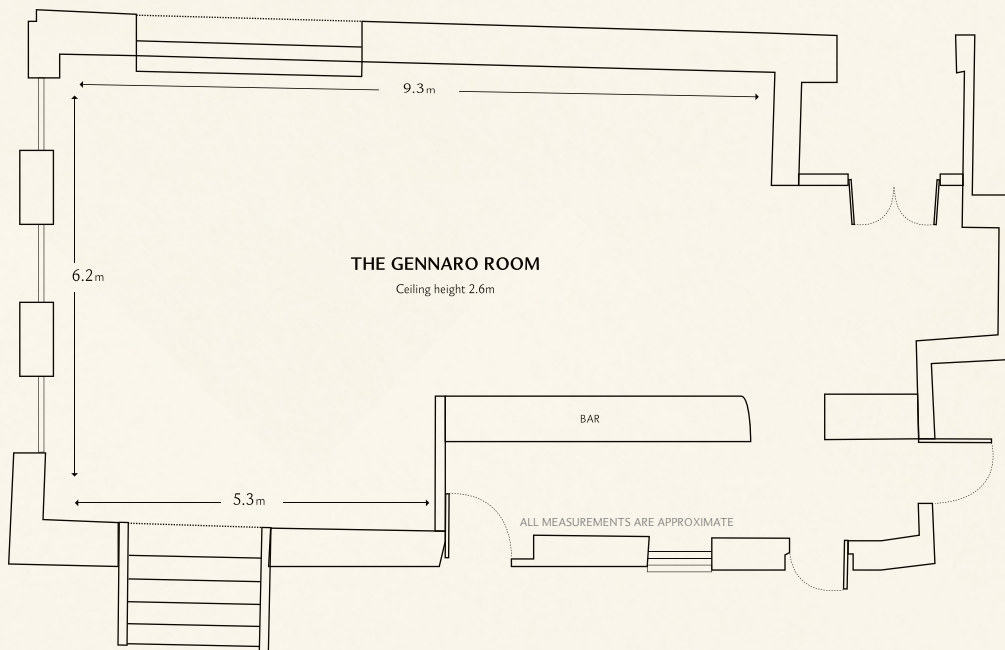 9.3m
6.2m
THE GENNARO ROOM
Ceiling height 2.6m
BAR
5.3m
ALL MEASUREMENTS ARE APPROXIMATE